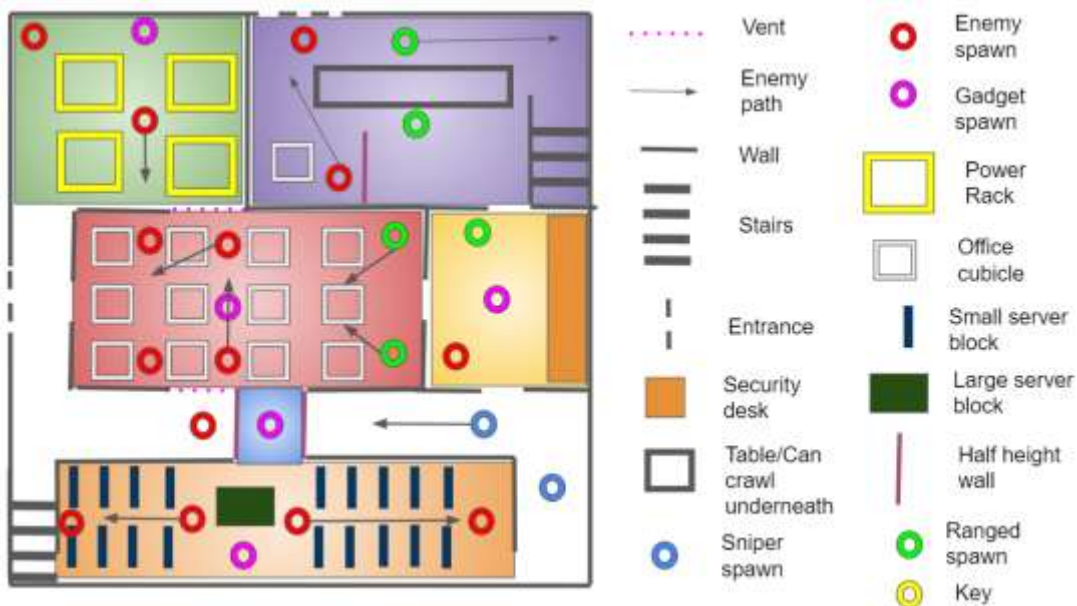 Vent
Enemy
path
Wall
Stairs
Entrance
Security
desk
Table/Can
crawl
underneath
Sniper
spawn
Enemy
spawn
Gadget
spawn
Power
Rack
Office
cubicle
Small server
block
Large server
block
Half height
wall
Ranged
spawn
Key